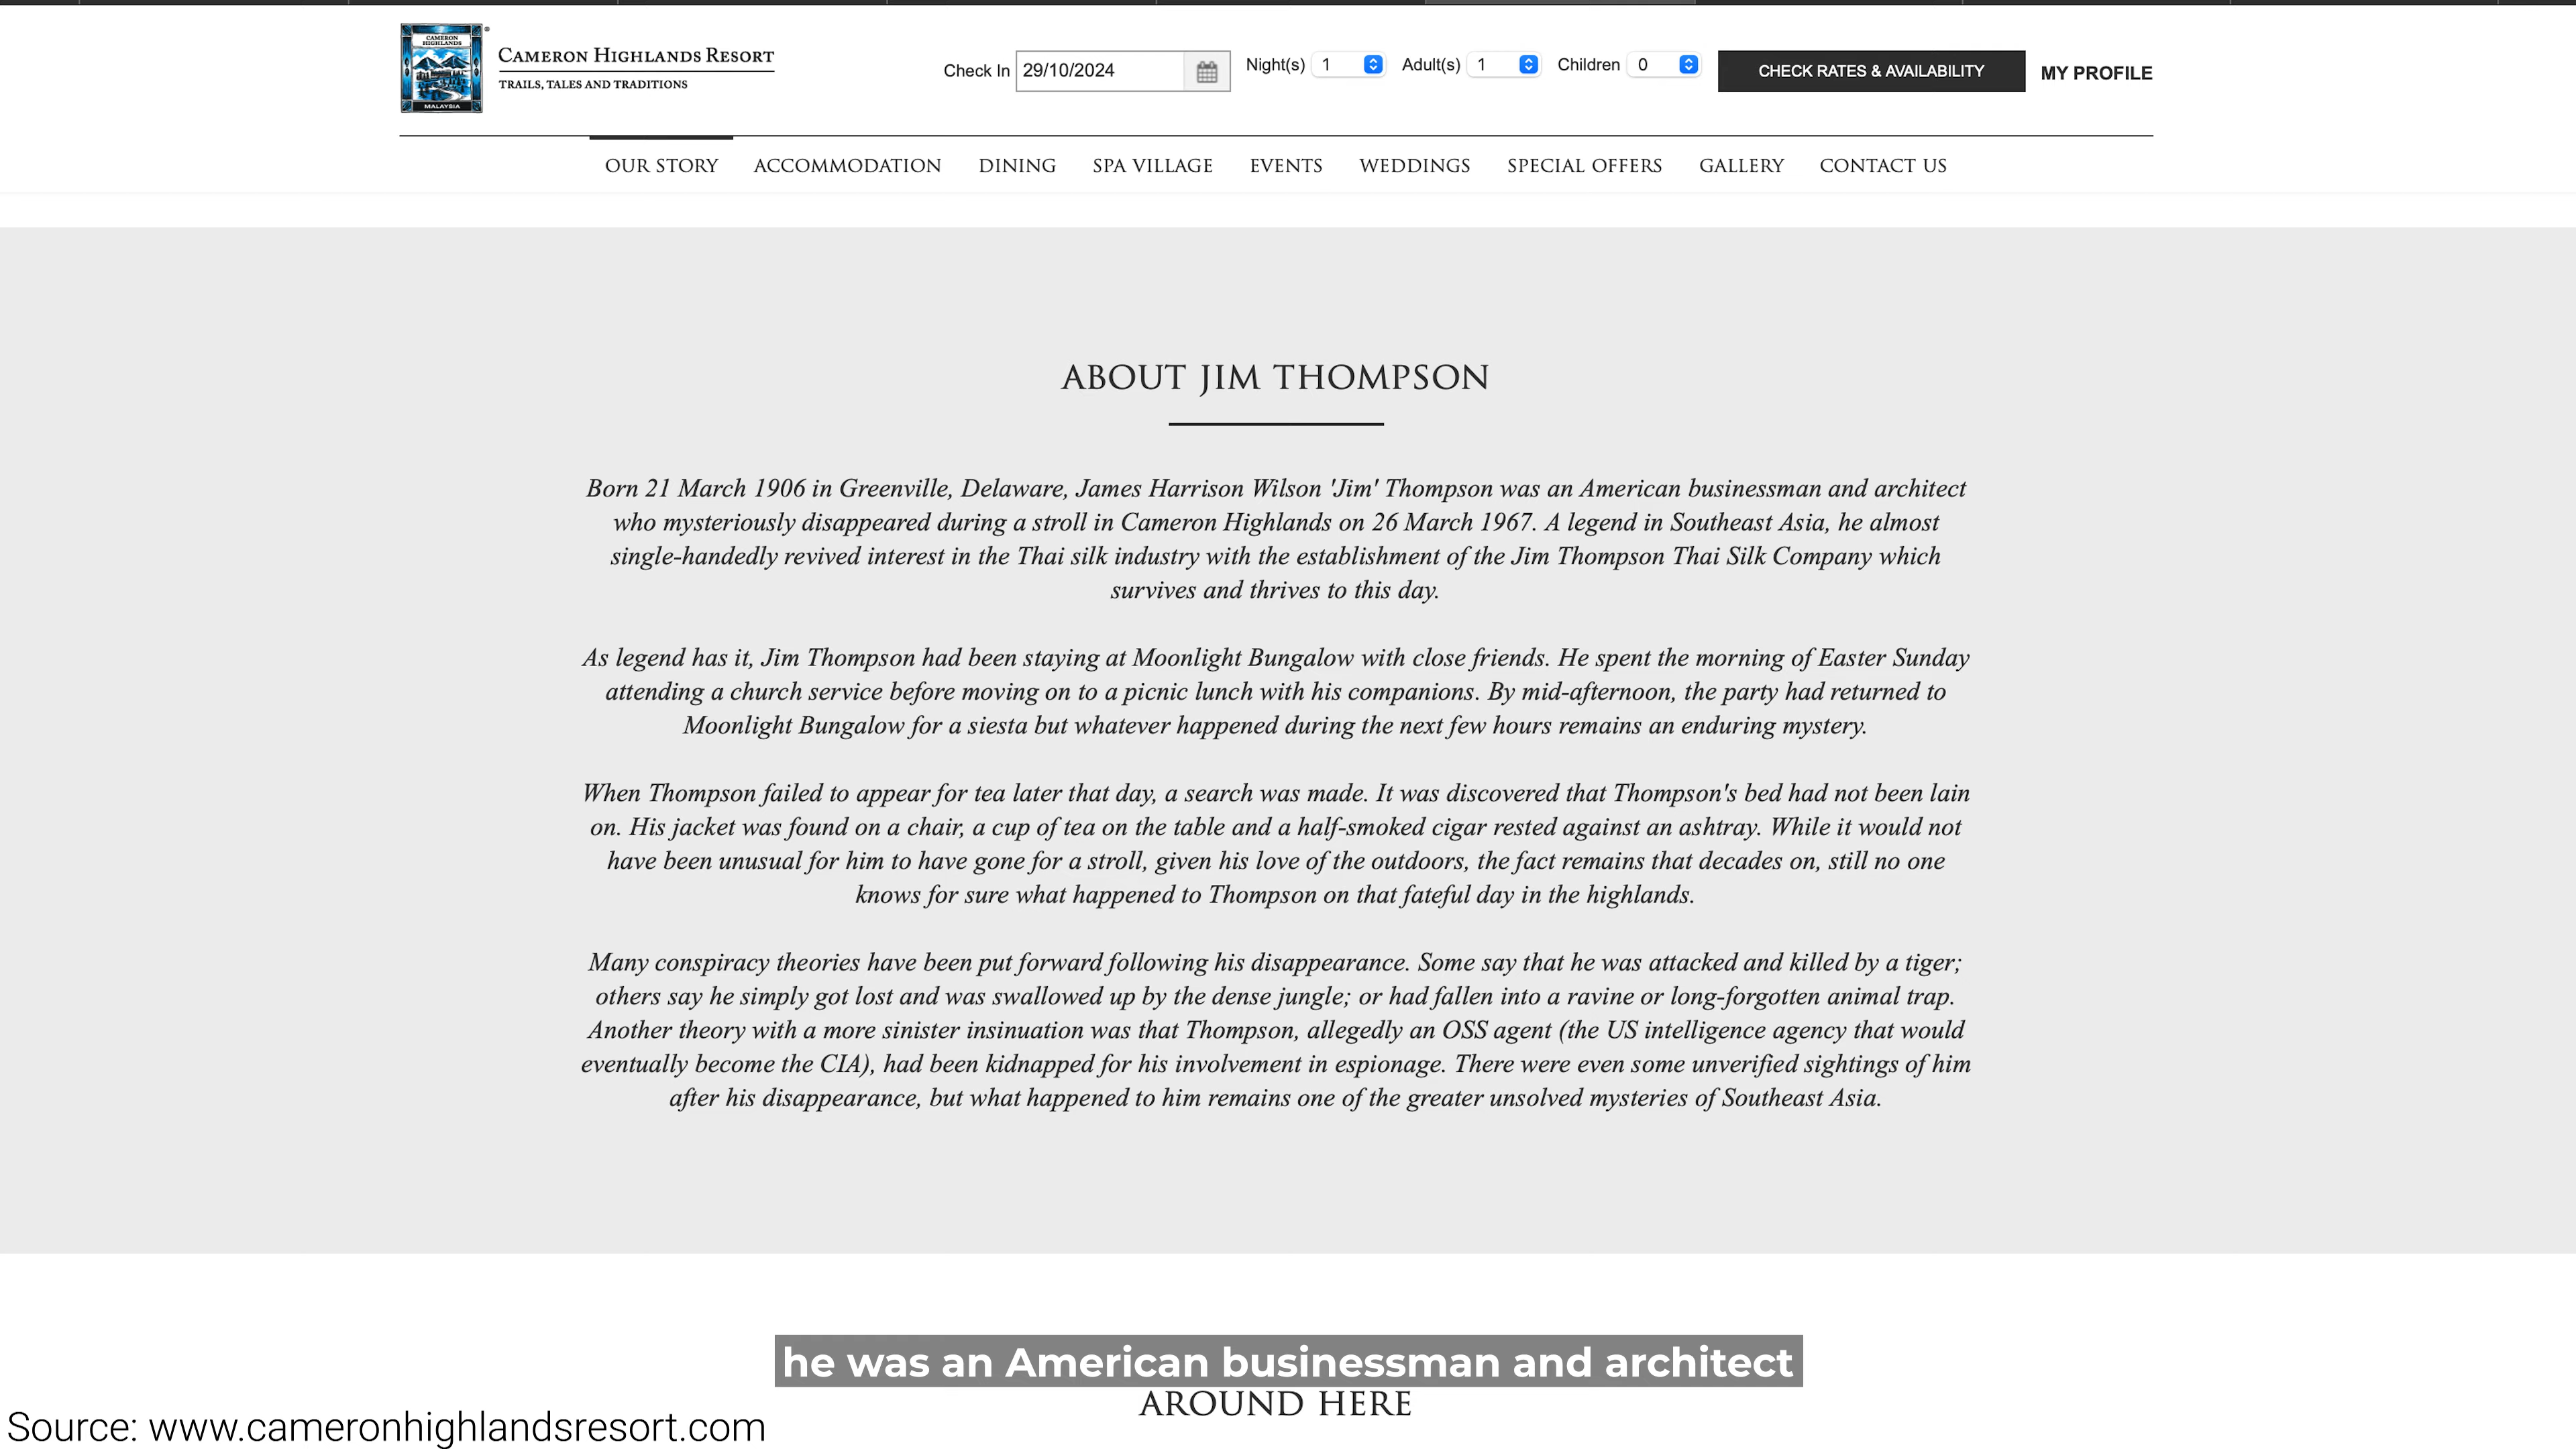 CAMERON HIGHLANDS
MALAYSIA
CAMERON HIGHLANDS RESORT
TRAILS, TALES AND TRADITIONS
Check In 29/10/2024 Night(s) 1 Adult(s) 1 Children 0 CHECK RATES & AVAILABILITY MY PROFILE
OUR STORY ACCOMMODATION DINING SPA VILLAGE EVENTS WEDDINGS SPECIAL OFFERS GALLERY CONTACT US
ABOUT JIM THOMPSON
Born 21 March 1906 in Greenville, Delaware, James Harrison Wilson 'Jim' Thompson was an American businessman and architect
who mysteriously disappeared during a stroll in Cameron Highlands on 26 March 1967. A legend in Southeast Asia, he almost
single-handedly revived interest in the Thai silk industry with the establishment of the Jim Thompson Thai Silk Company which
survives and thrives to this day.
As legend has it, Jim Thompson had been staying at Moonlight Bungalow with close friends. He spent the morning of Easter Sunday
attending a church service before moving on to a picnic lunch with his companions. By mid-afternoon, the party had returned to
Moonlight Bungalow for a siesta but whatever happened during the next few hours remains an enduring mystery.
When Thompson failed to appear for tea later that day, a search was made. It was discovered that Thompson's bed had not been lain
on. His jacket was found on a chair, a cup of tea on the table and a half-smoked cigar rested against an ashtray. While it would not
have been unusual for him to have gone for a stroll, given his love of the outdoors, the fact remains that decades on, still no one
knows for sure what happened to Thompson on that fateful day in the highlands.
Many conspiracy theories have been put forward following his disappearance. Some say that he was attacked and killed by a tiger;
others say he simply got lost and was swallowed up by the dense jungle; or had fallen into a ravine or long-forgotten animal trap.
Another theory with a more sinister insinuation was that Thompson, allegedly an OSS agent (the US intelligence agency that would
eventually become the CIA), had been kidnapped for his involvement in espionage. There were even some unverified sightings of him
after his disappearance, but what happened to him remains one of the greater unsolved mysteries of Southeast Asia.
he was an American businessman and architect
AROUND HERE
Source: www.cameronhighlandsresort.com